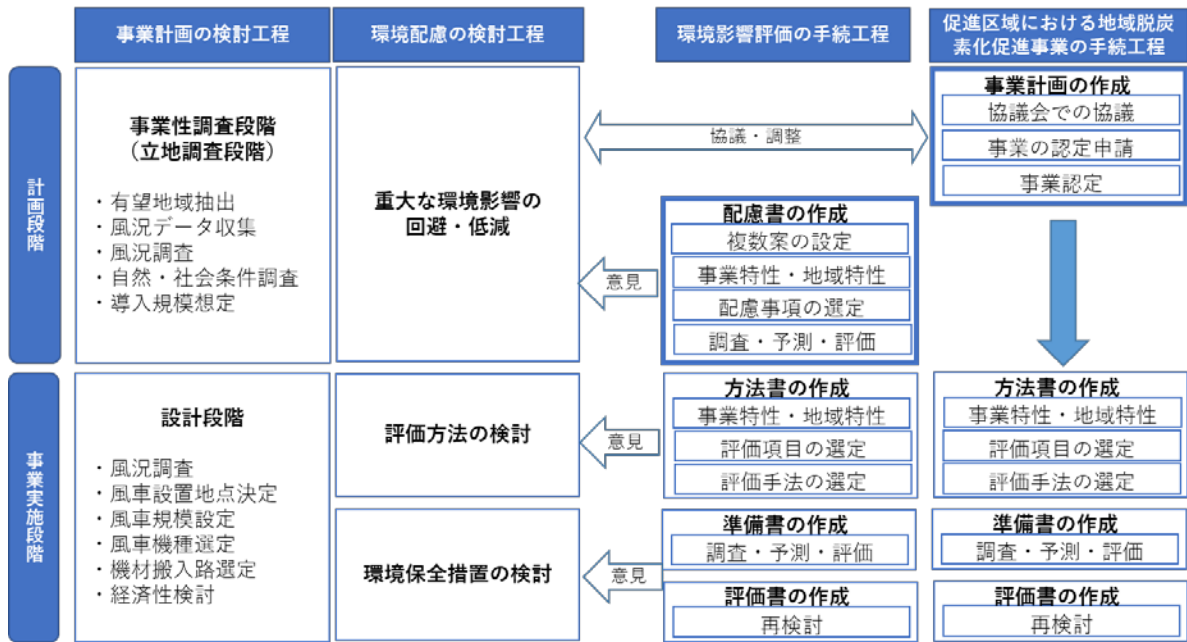 事業計画の検討工程
環境配慮の検討工程
環境影響評価の手続工程
促進区域における地域脱炭
素化促進事業の手続工程
計画段階
事業性調査段階
（立地調査段階）
・有望地域抽出
・風況データ収集
・風況調査
・自然・社会条件調査
・導入規模想定
重大な環境影響の
回避・低減
協議・調整
意見
配慮書の作成
複数案の設定
事業特性・地域特性
配慮事項の選定
調査・予測・評価
事業計画の作成
協議会での協議
事業の認定申請
事業認定
事業実施段階
設計段階
・風況調査
・風車設置地点決定
・風車規模設定
・風車機種選定
・機材搬入路選定
・経済性検討
評価方法の検討
意見
方法書の作成
事業特性・地域特性
評価項目の選定
評価手法の選定
方法書の作成
事業特性・地域特性
評価項目の選定
評価手法の選定
環境保全措置の検討
意見
準備書の作成
調査・予測・評価
評価書の作成
再検討
準備書の作成
調査・予測・評価
評価書の作成
再検討